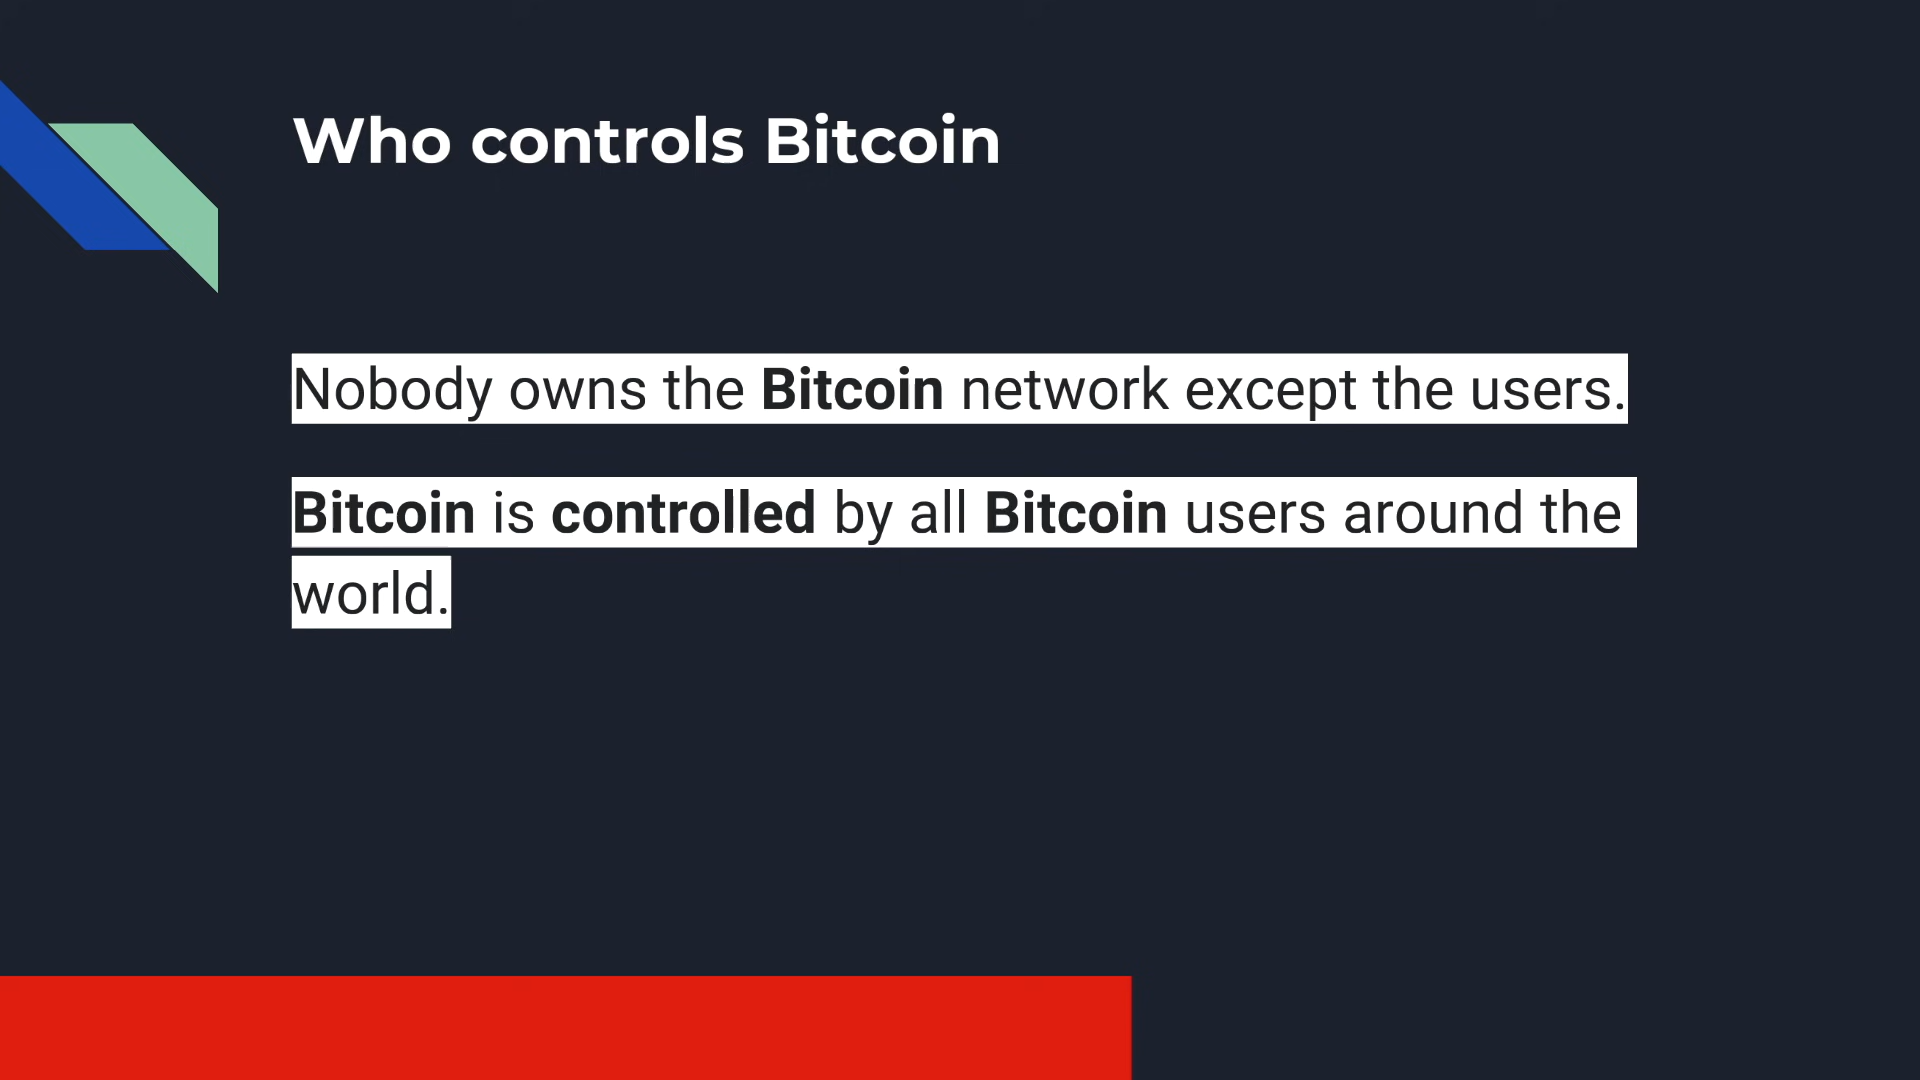 Who controls Bitcoin
Nobody owns the Bitcoin network except the users.
Bitcoin is controlled by all Bitcoin users around the
world.